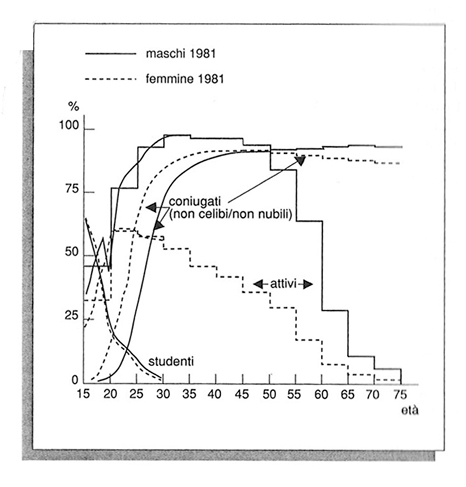 maschi 1981
femmine 1981
%
100
75
coniugati
(non celibi/non nubili)
50
attivi
25
studenti
0
15 20 25 30 35 40 45 50 55 60 65 70 75
età